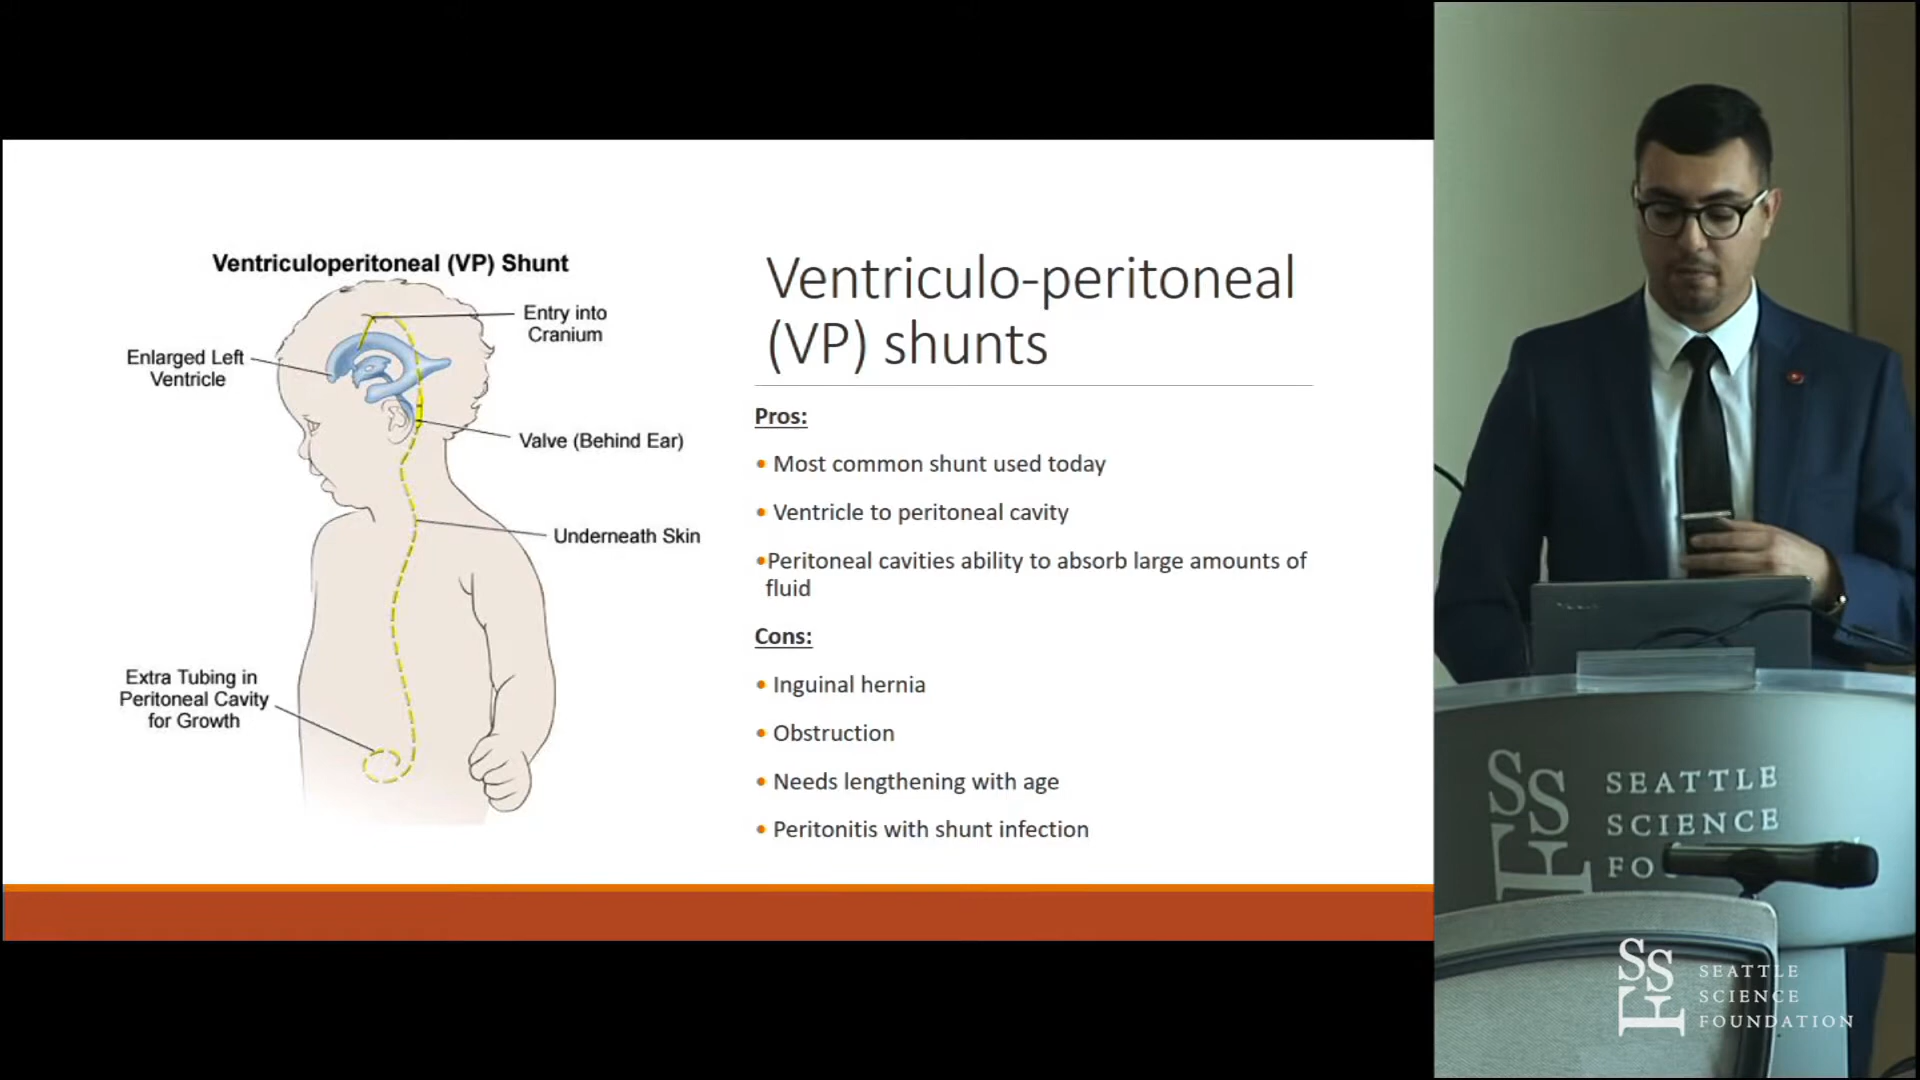 Ventriculoperitoneal (VP) Shunt
Entry into
Cranium
Enlarged Left
Ventricle
Valve (Behind Ear)
Underneath Skin
Extra Tubing in
Peritoneal Cavity
for Growth
Ventriculo-peritoneal
(VP) shunts
Pros:
• Most common shunt used today
• Ventricle to peritoneal cavity
•Peritoneal cavities ability to absorb large amounts of
fluid
Cons:
• Inguinal hernia
• Obstruction
• Needs lengthening with age
• Peritonitis with shunt infection
SSF
SEATTLE
SCIENCE
FO
SSF
SEATTLE
SCIENCE
FOUNDATION